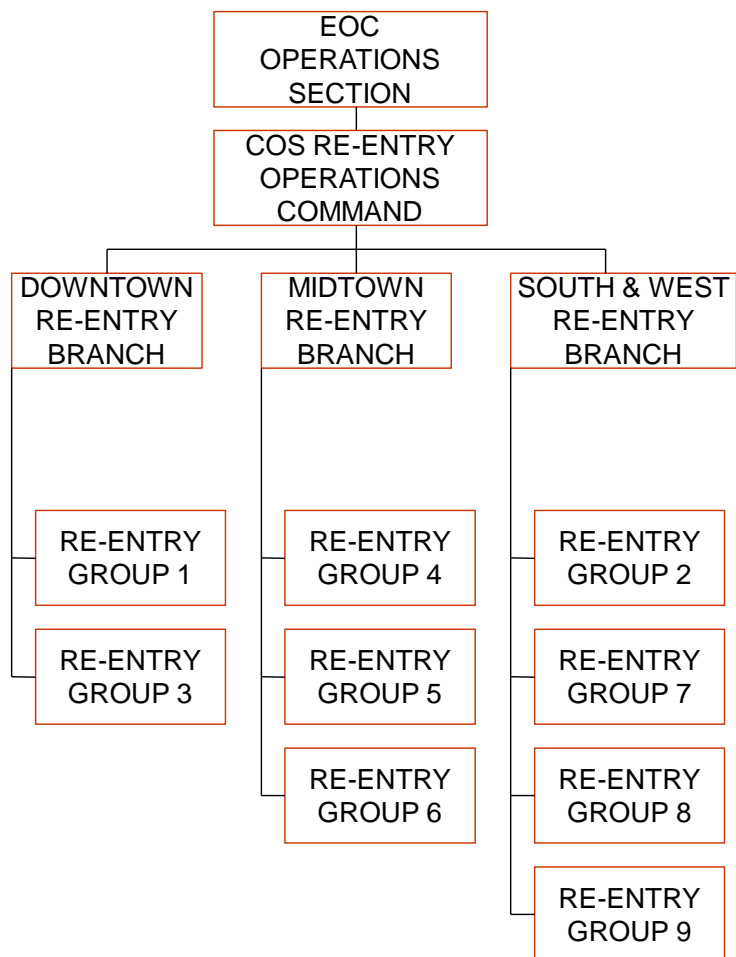 EOC
OPERATIONS
SECTION
COS RE-ENTRY
OPERATIONS
COMMAND
DOWNTOWN
RE-ENTRY
BRANCH
MIDTOWN
RE-ENTRY
BRANCH
SOUTH & WEST
RE-ENTRY
BRANCH
RE-ENTRY
GROUP 1
RE-ENTRY
GROUP 3
RE-ENTRY
GROUP 4
RE-ENTRY
GROUP 5
RE-ENTRY
GROUP 6
RE-ENTRY
GROUP 2
RE-ENTRY
GROUP 7
RE-ENTRY
GROUP 8
RE-ENTRY
GROUP 9